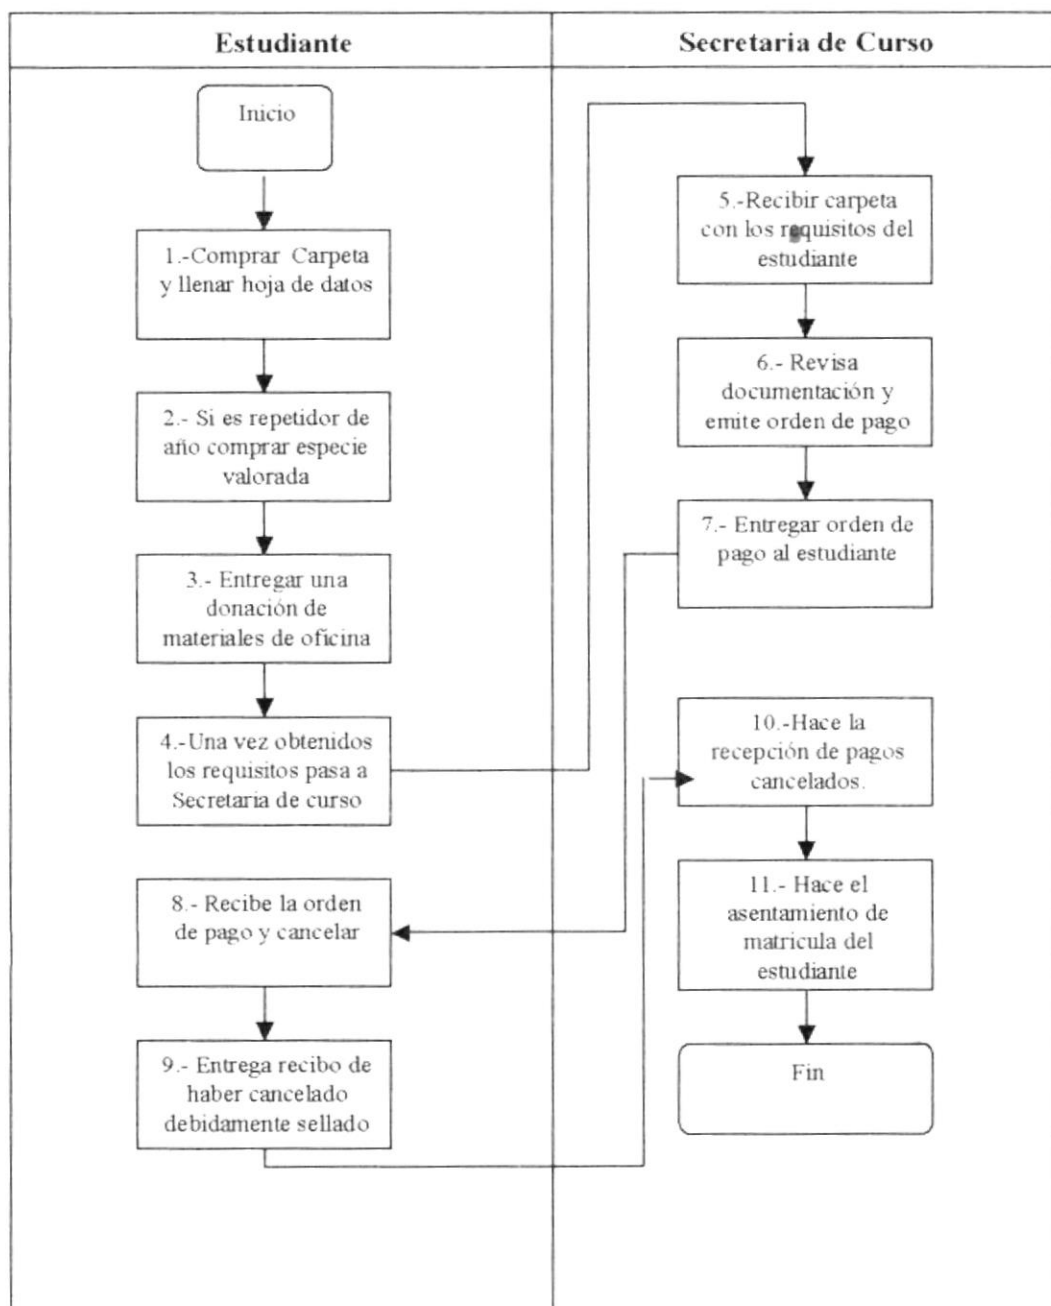 Estudiante
Secretaria de Curso
Inicio
1.-Comprar Carpeta
y llenar hoja de datos
2.- Si es repetidor de
año comprar especie
valorada
3.- Entregar una
donación de
materiales de oficina
4.-Una vez obtenidos
los requisitos pasa a
Secretaria de curso
5.-Recibir carpeta
con los requisitos del
estudiante
6.- Revisa
documentación y
emite orden de pago
7.- Entregar orden de
pago al estudiante
8.- Recibe la orden
de pago y cancelar
9.- Entrega recibo de
haber cancelado
debidamente sellado
10.-Hace la
recepción de pagos
cancelados.
11.- Hace el
asentamiento de
matricula del
estudiante
Fin